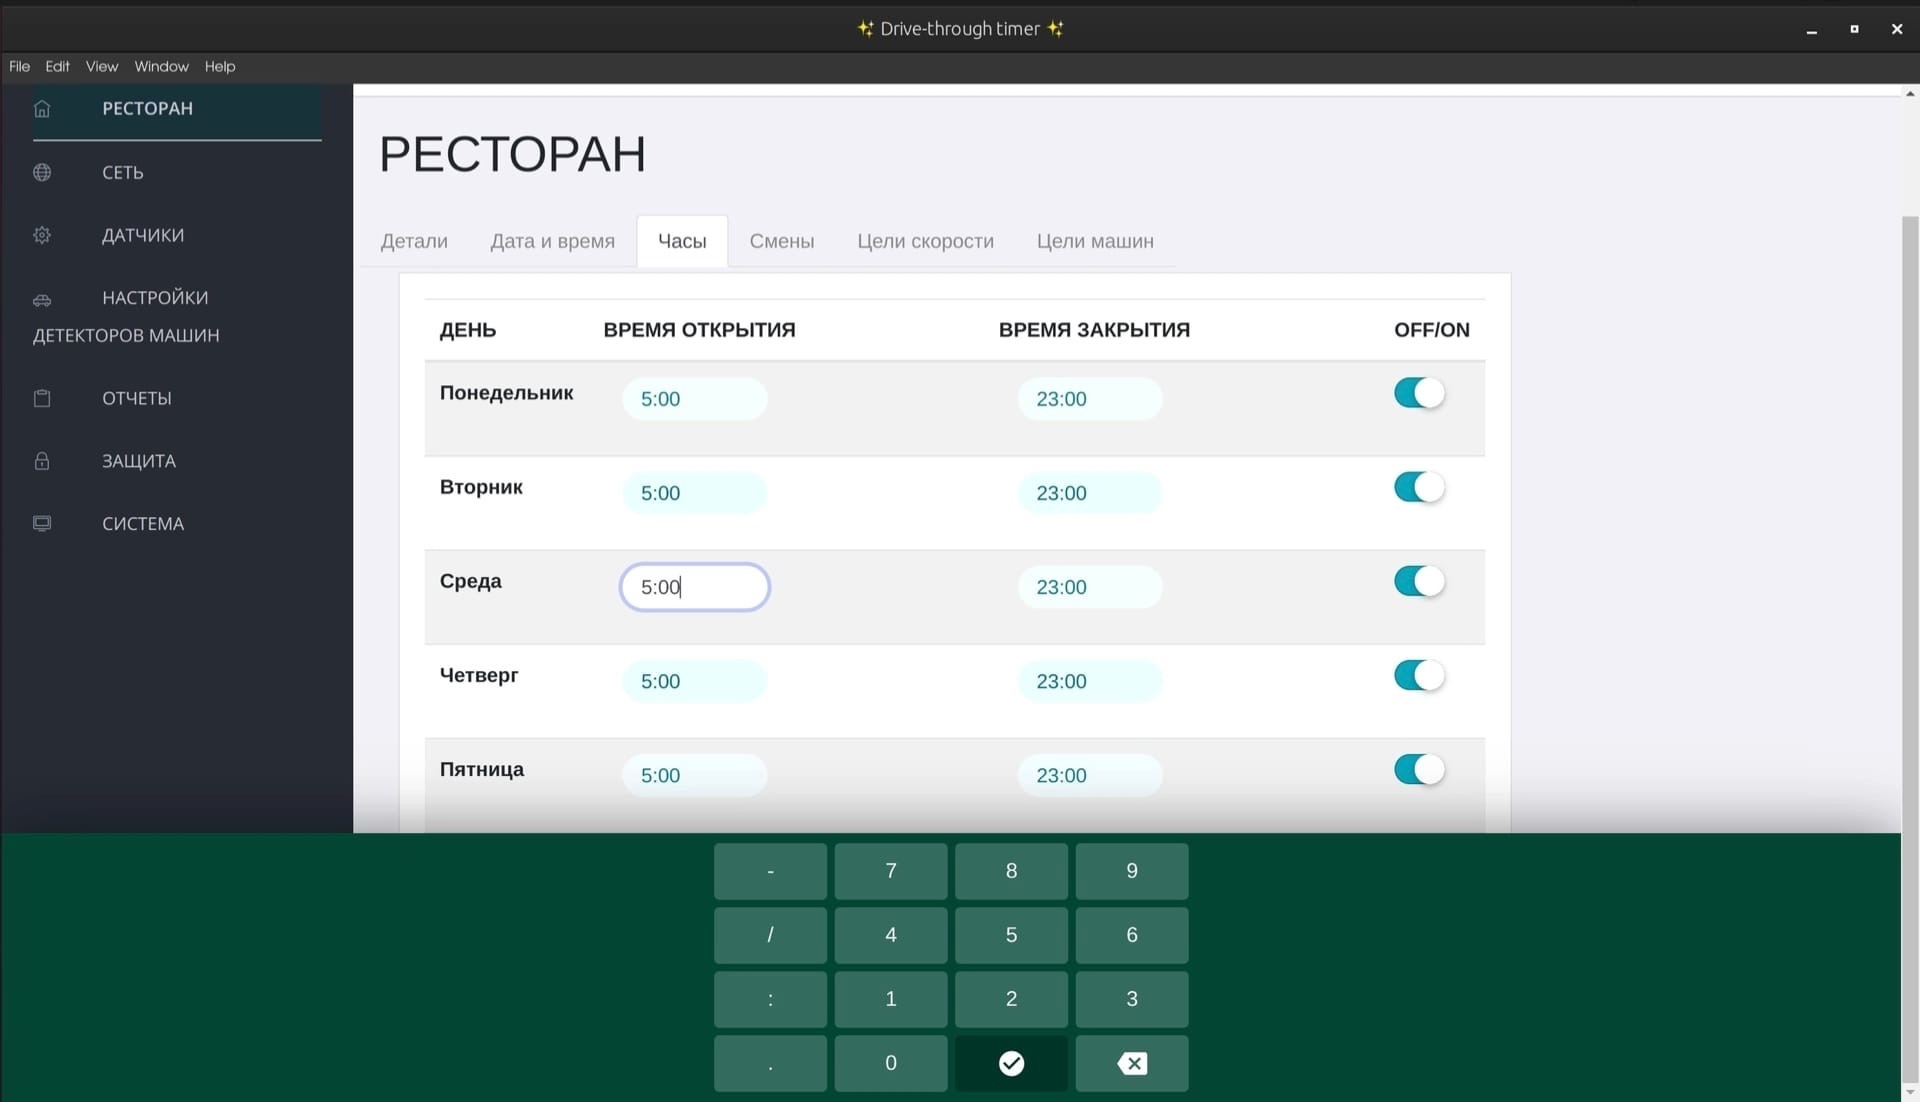 ✨ Drive-through timer ✨
File Edit View Window Help
РЕСТОРАН
СЕТЬ
ДАТЧИКИ
НАСТРОЙКИ
ДЕТЕКТОРОВ МАШИН
ОТЧЕТЫ
ЗАЩИТА
СИСТЕМА
РЕСТОРАН
Детали Дата и время Часы Смены Цели скорости Цели машин
ДЕНЬ ВРЕМЯ ОТКРЫТИЯ ВРЕМЯ ЗАКРЫТИЯ OFF/ON
Понедельник 5:00 23:00
Вторник 5:00 23:00
Среда 5:00 23:00
Четверг 5:00 23:00
Пятница 5:00 23:00
- 7 8 9
/ 4 5 6
: 1 2 3
. 0